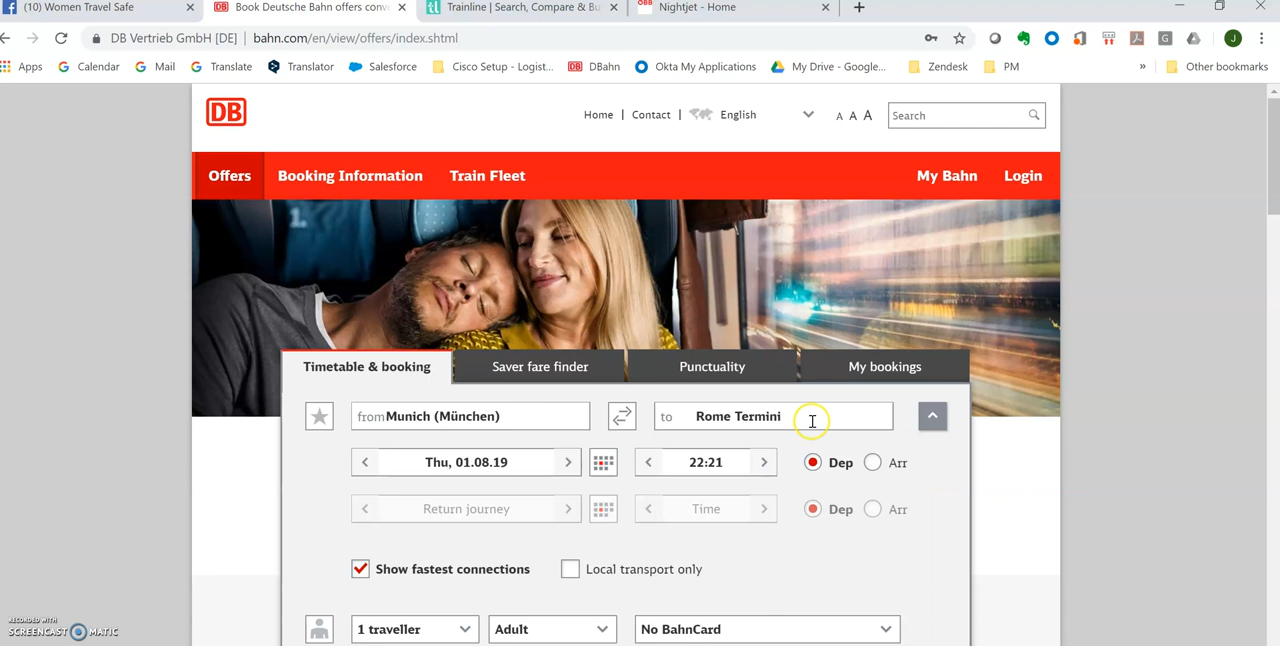 (10) Women Travel Safe
DB Book Deutsche Bahn offers conv
tl Trainline | Search, Compare & Bu
ÖBB Nightjet - Home
DB Vertrieb GmbH [DE] | bahn.com/en/view/offers/index.shtml
J
Apps
Calendar
Mail
Translate
Translator
Salesforce
Cisco Setup - Logist...
DB DBahn
Okta My Applications
My Drive - Google...
Zendesk
PM
»
Other bookmarks
DB
Home | Contact | English
A A A
Search
Offers
Booking Information
Train Fleet
My Bahn
Login
1.
Timetable & booking
Saver fare finder
Punctuality
My bookings
from Munich (München)
to Rome Termini
Thu, 01.08.19
22:21
Dep
Arr
Return journey
Time
Dep
Arr
Show fastest connections
Local transport only
1 traveller
Adult
No BahnCard
RECORDED WITH
SCREENCAST MATIC